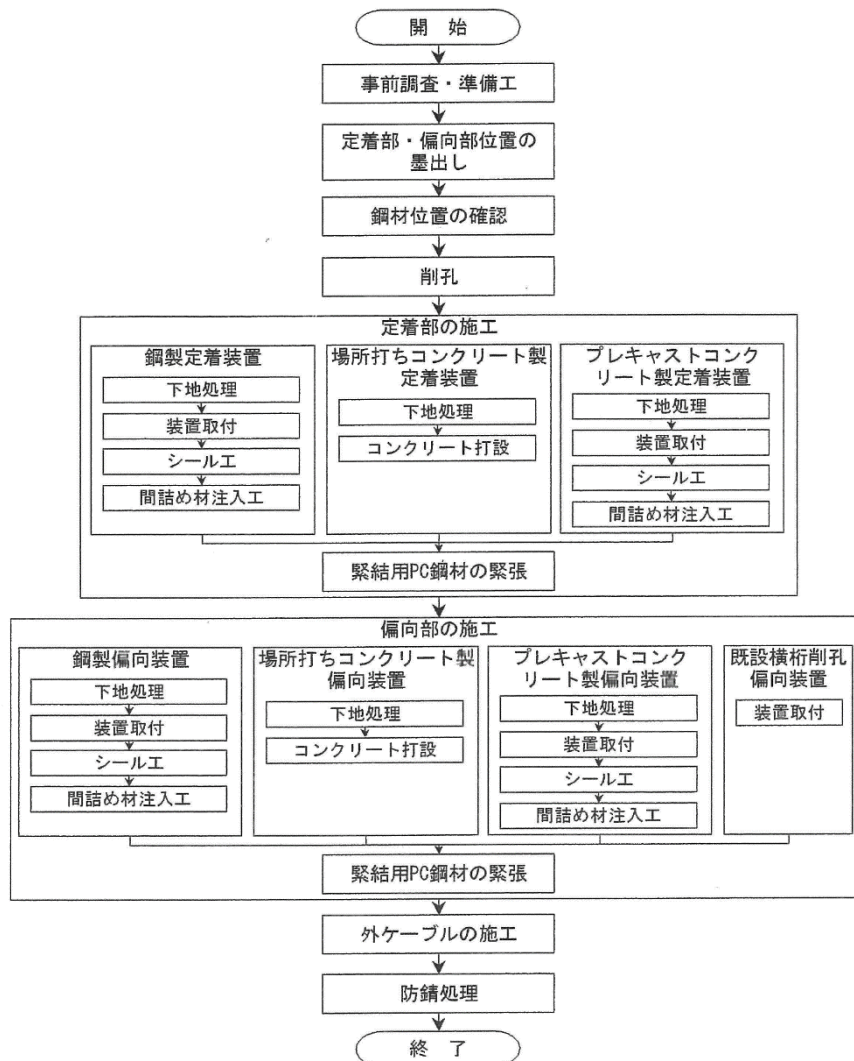 開 始
事前調査・準備工
定着部・偏向部位置の
墨出し
鋼材位置の確認
削孔
定着部の施工
鋼製定着装置
下地処理
装置取付
シール工
間詰め材注入工
場所打ちコンクリート製
定着装置
下地処理
コンクリート打設
プレキャストコンク
リート製定着装置
下地処理
装置取付
シール工
間詰め材注入工
緊結用PC鋼材の緊張
偏向部の施工
鋼製偏向装置
下地処理
装置取付
シール工
間詰め材注入工
場所打ちコンクリート製
偏向装置
下地処理
コンクリート打設
プレキャストコンク
リート製偏向装置
下地処理
装置取付
シール工
間詰め材注入工
既設横桁削孔
偏向装置
装置取付
緊結用PC鋼材の緊張
外ケーブルの施工
防錆処理
終 了